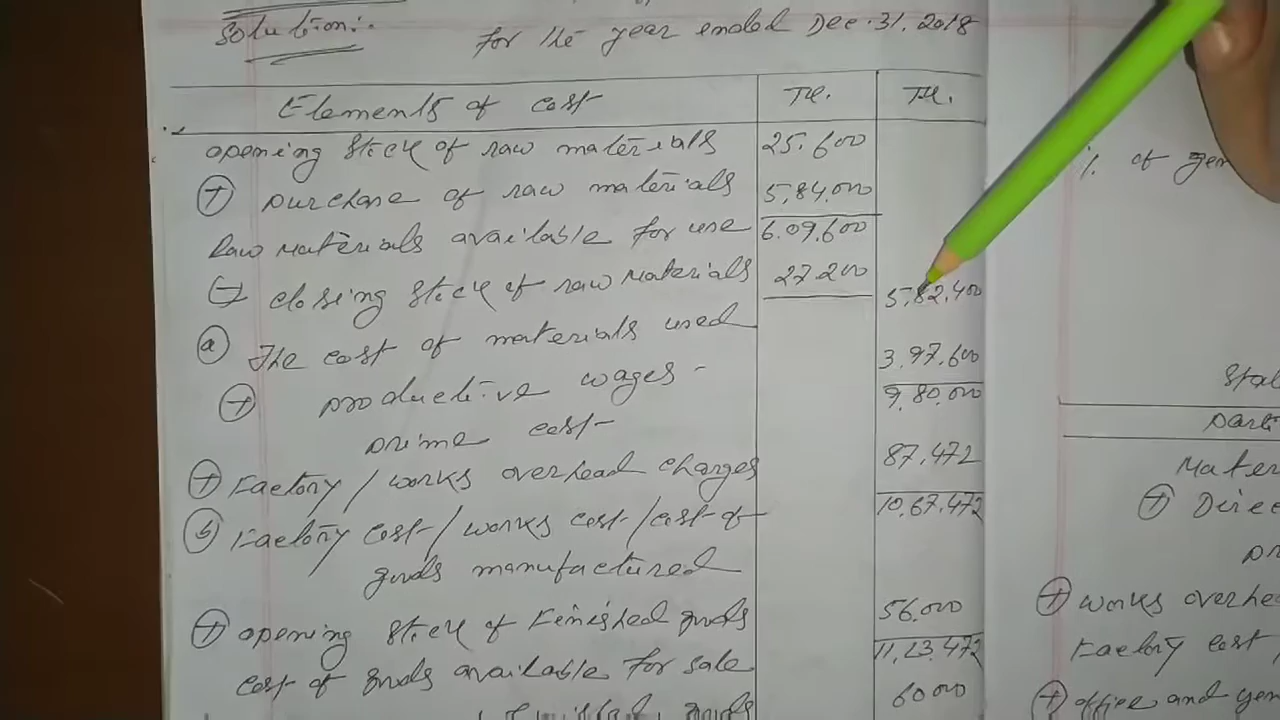 Solution:.
For the year ended Dec. 31. 2018
Elements of cost TK. TK.
opening stock of raw materials 25.600
(+) purchase of raw materials 5,84.000
Raw Materials available for use 6.09.600
(-) closing stock of raw Materials 27.200 5,82,400
(a) The cost of materials used
(+) productive wages - 3.97.600
prime cost 9,80,000
(+) Factory / works overhead charges 87.472
(b) Factory cost / works cost / cost of 10,67,472
goods manufactured
(+) opening stock of Finished goods 56.000
cost of goods available for sale 11,23,472
60000
goods
% of gen
Stat
Parti
Mater
(+) Direc
pr
(+) works overhea
Factory cost /
(+) office and gen